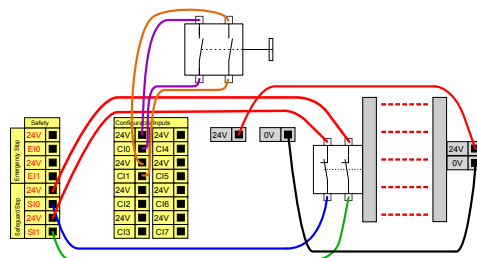 Safety
Emergency Stop
24V
EI0
24V
EI1
Safeguard Stop
24V
SI0
24V
SI1
Configurable Inputs
24V 24V
CI0 CI4
24V 24V
CI1 CI5
24V 24V
CI2 CI6
24V 24V
CI3 CI7
24V 0V
24V
0V